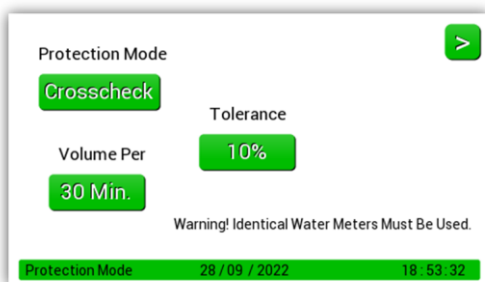 >
Protection Mode
Crosscheck
Tolerance
Volume Per
10%
30 Min.
Warning! Identical Water Meters Must Be Used.
Protection Mode 28 / 09 / 2022 18 : 53 : 32